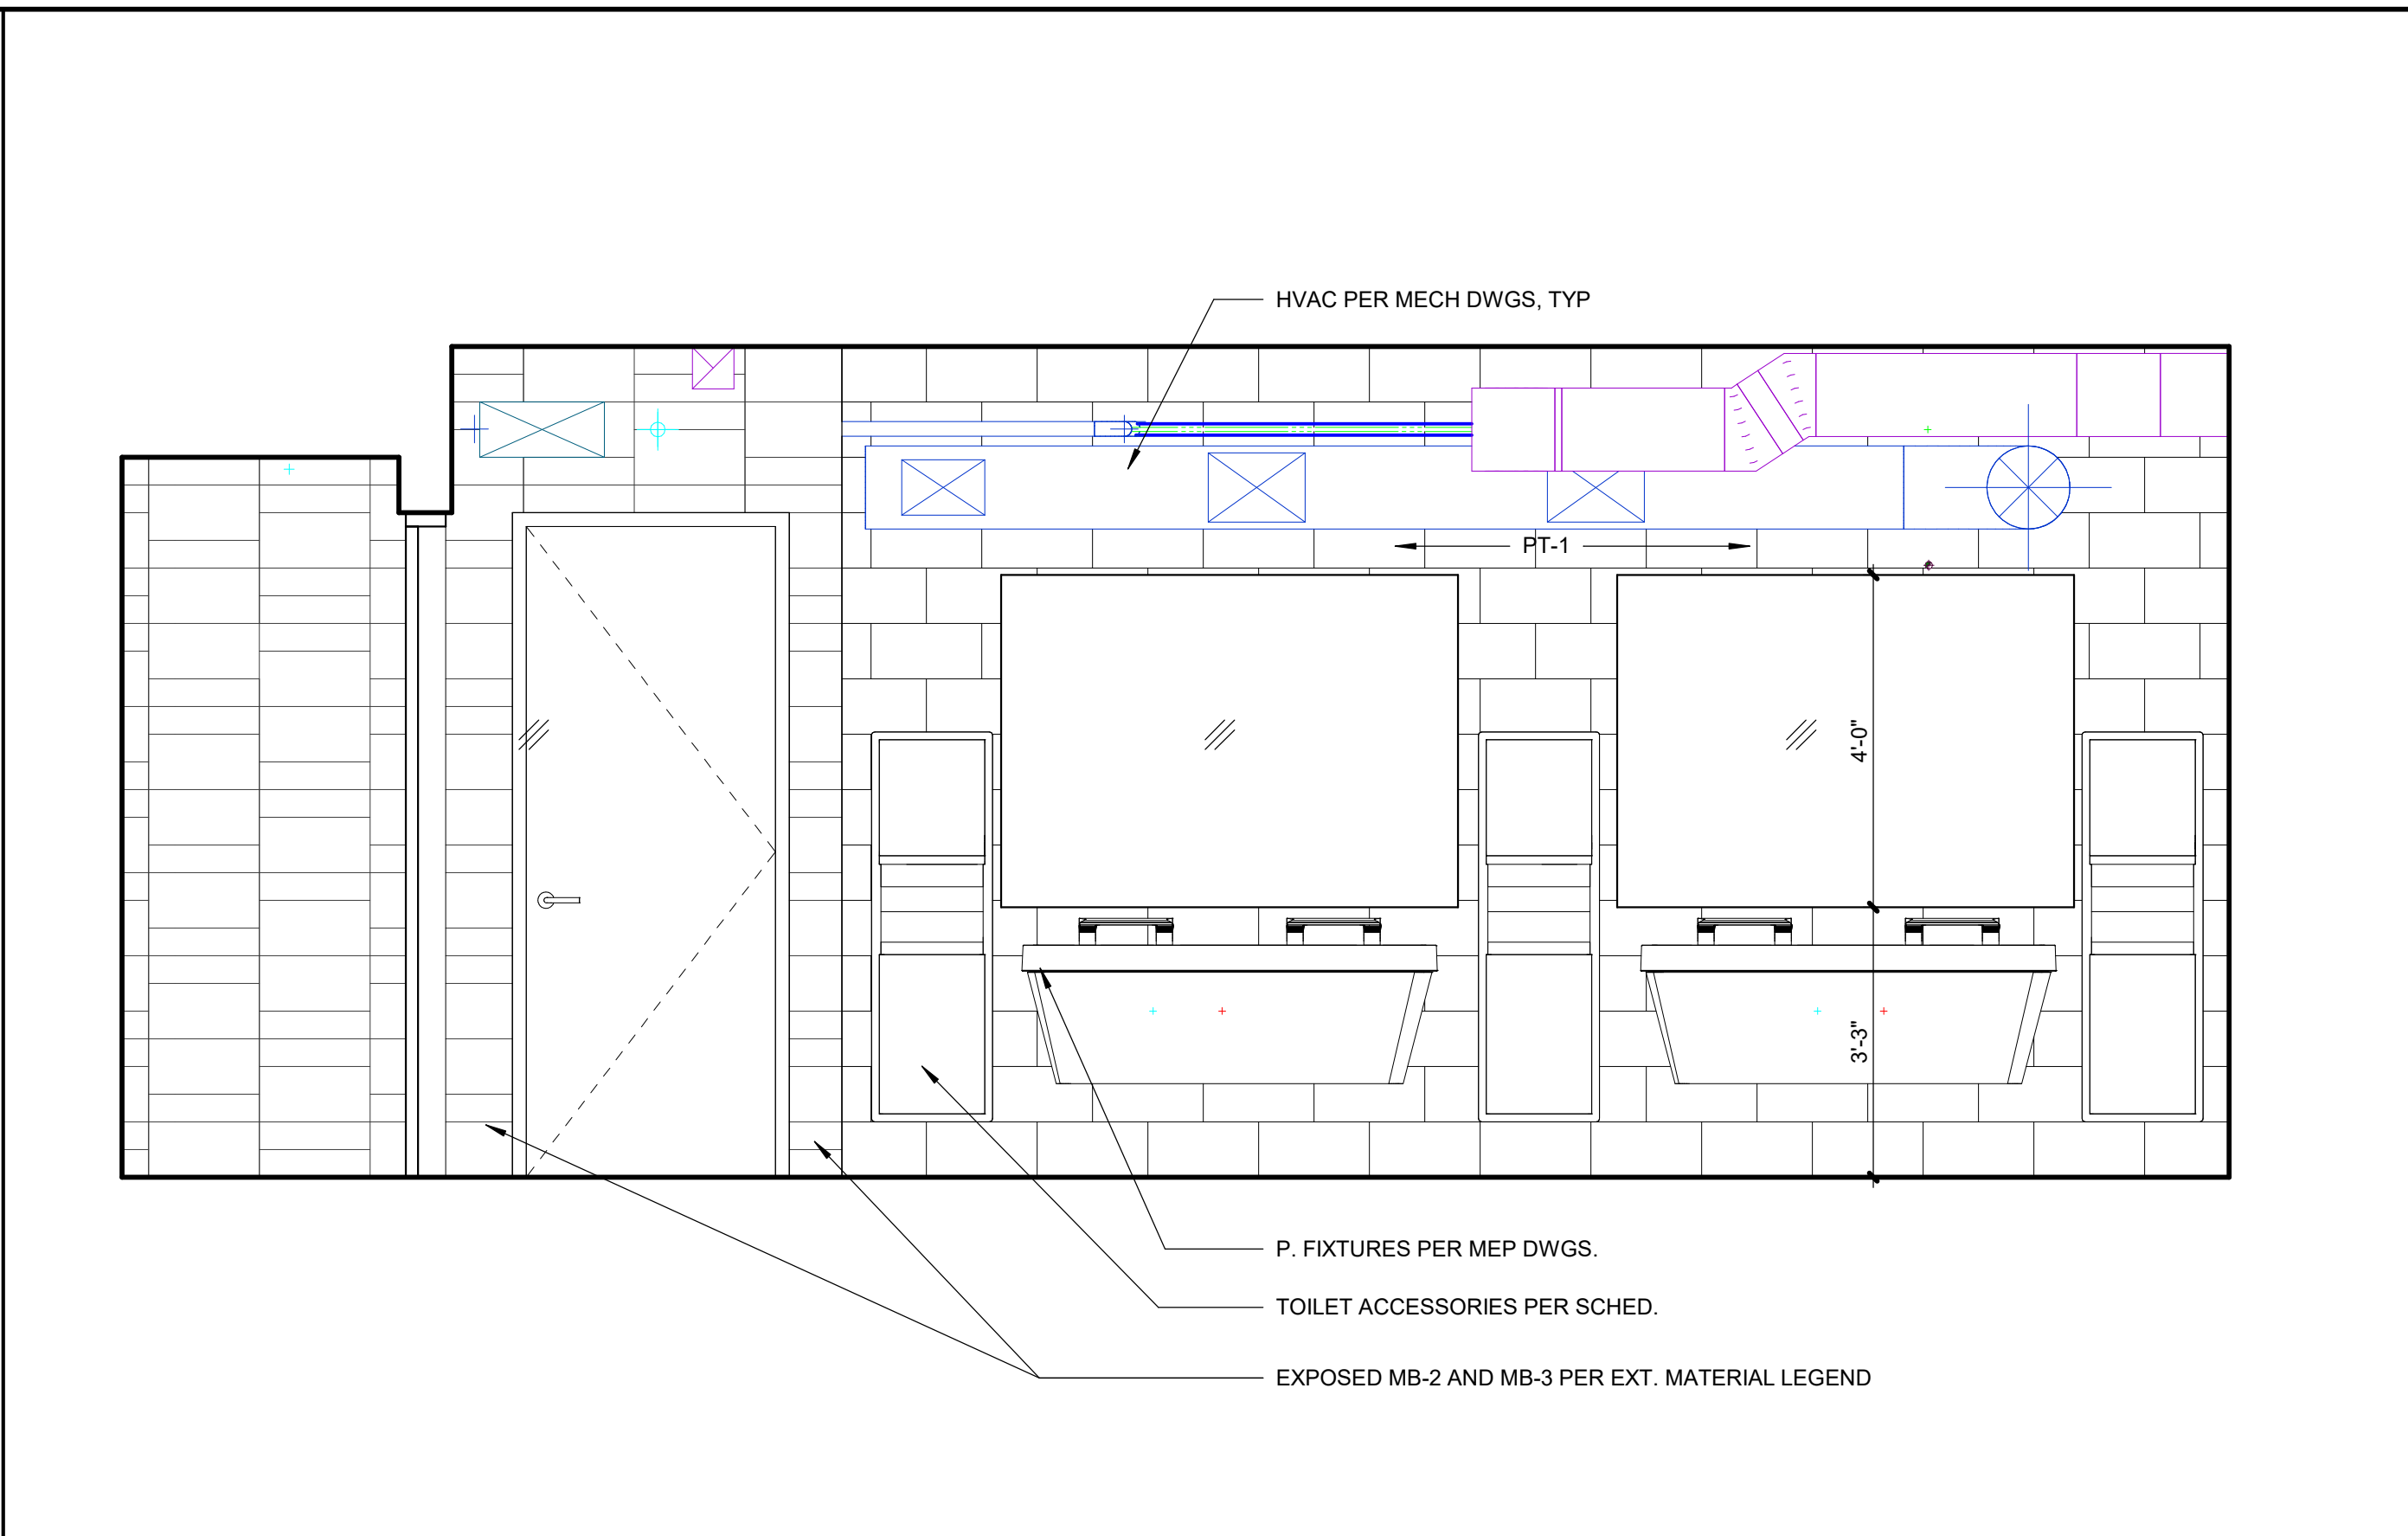 HVAC PER MECH DWGS, TYP
PT-1
4'-0"
3'-3"
P. FIXTURES PER MEP DWGS.
TOILET ACCESSORIES PER SCHED.
EXPOSED MB-2 AND MB-3 PER EXT. MATERIAL LEGEND